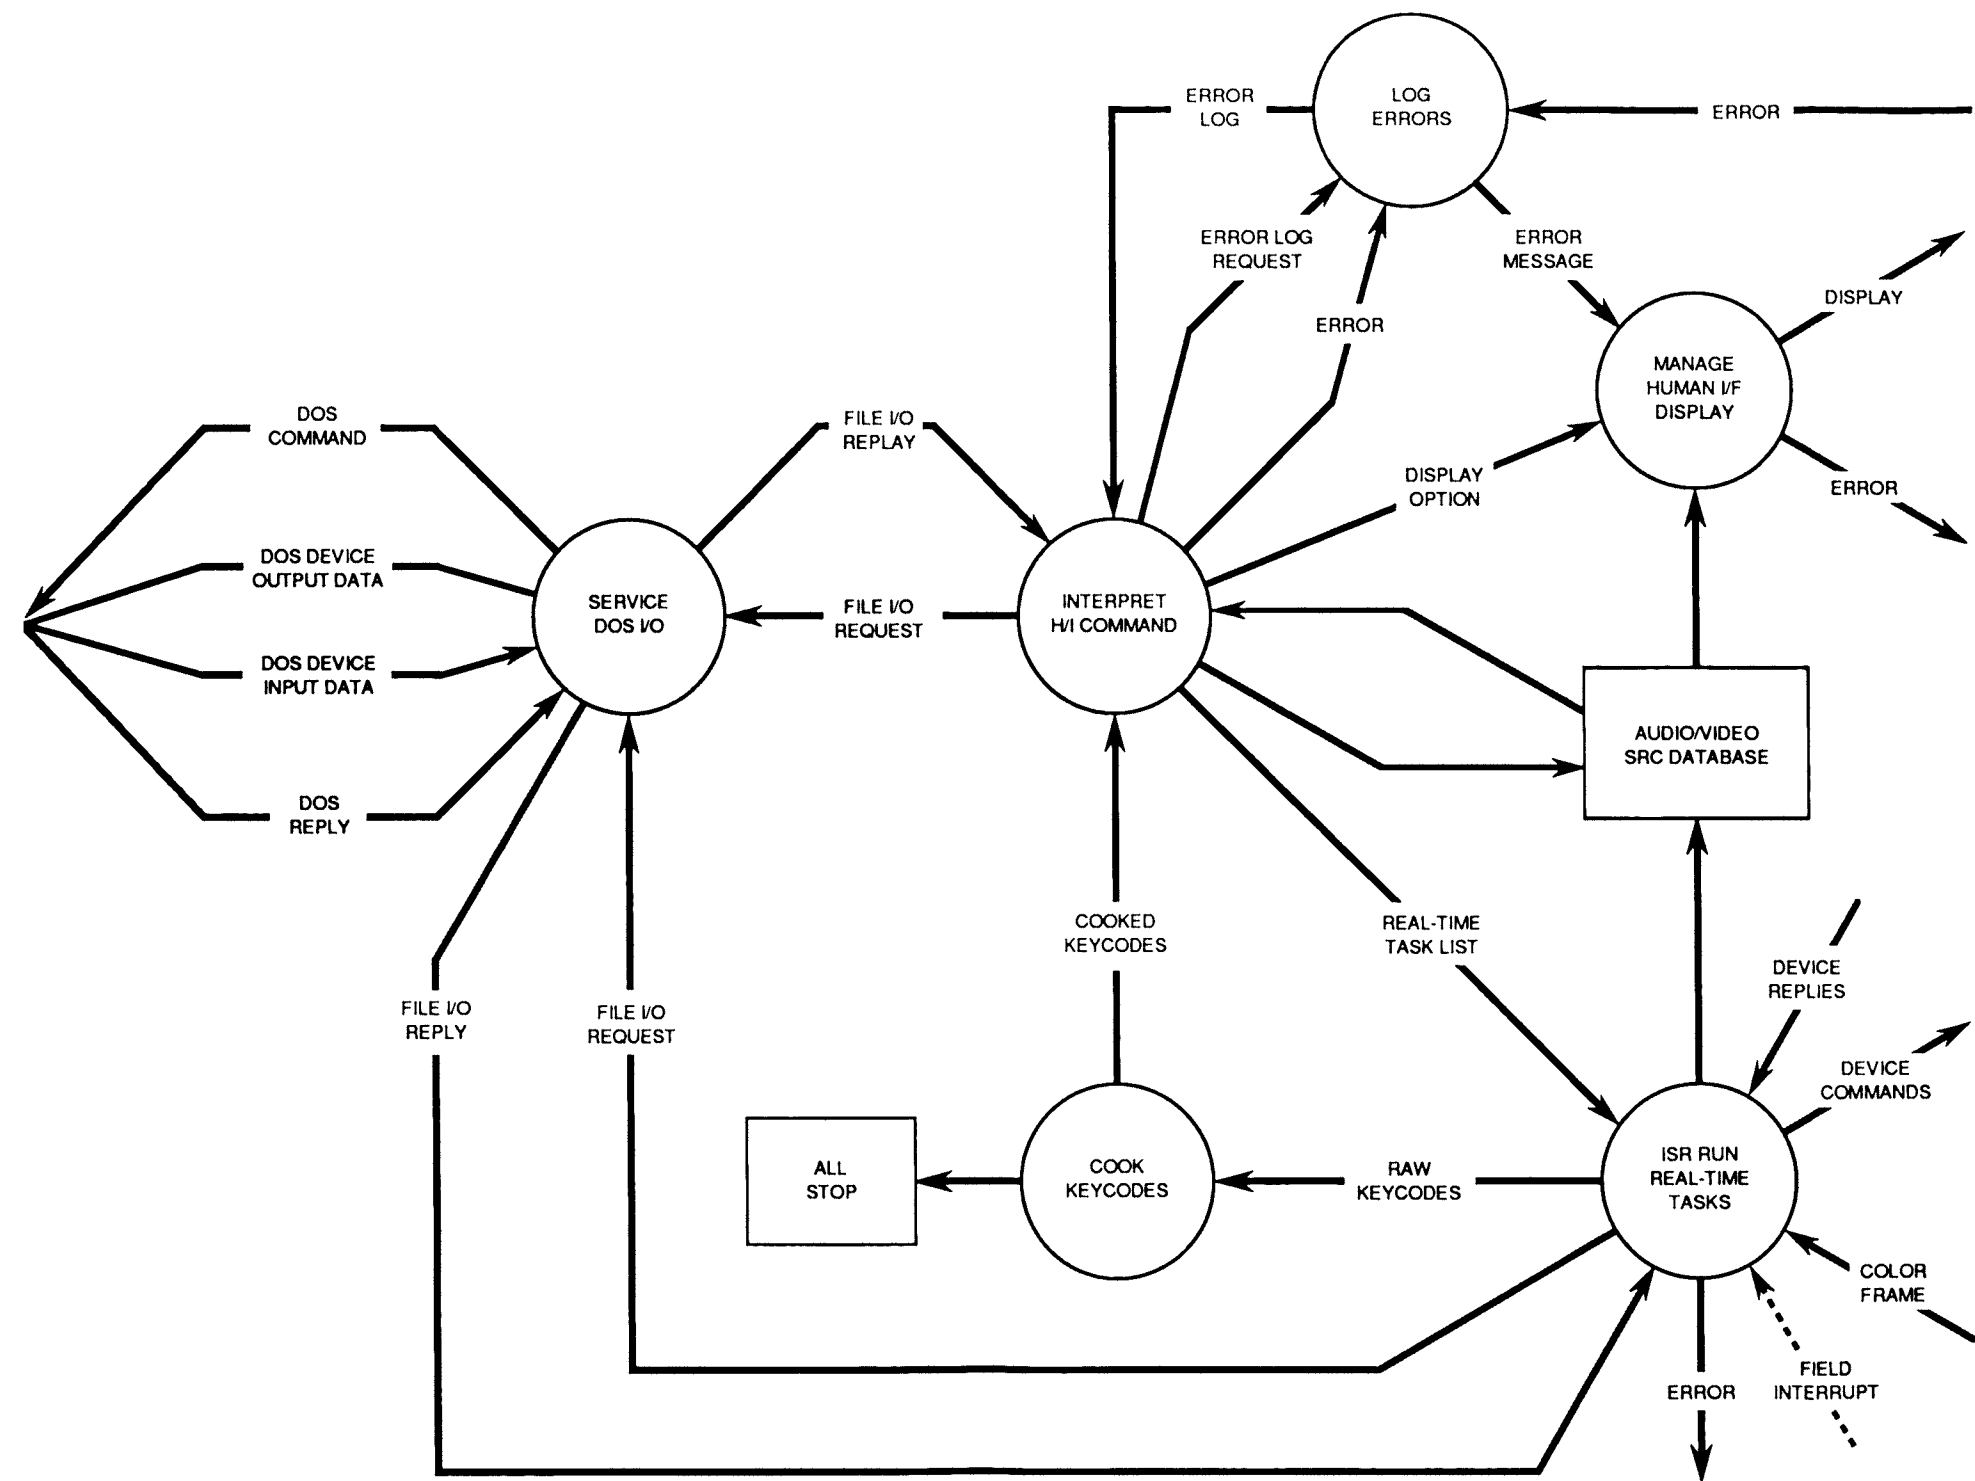 LOG
ERRORS
ERROR
LOG
ERROR
ERROR LOG
REQUEST
ERROR
MESSAGE
DISPLAY
ERROR
MANAGE
HUMAN I/F
DISPLAY
DOS
COMMAND
FILE I/O
REPLAY
DISPLAY
OPTION
ERROR
DOS DEVICE
OUTPUT DATA
SERVICE
DOS I/O
FILE I/O
REQUEST
INTERPRET
H/I COMMAND
DOS DEVICE
INPUT DATA
AUDIO/VIDEO
SRC DATABASE
DOS
REPLY
COOKED
KEYCODES
REAL-TIME
TASK LIST
DEVICE
REPLIES
FILE I/O
REPLY
FILE I/O
REQUEST
DEVICE
COMMANDS
ALL
STOP
COOK
KEYCODES
RAW
KEYCODES
ISR RUN
REAL-TIME
TASKS
COLOR
FRAME
ERROR
FIELD
INTERRUPT